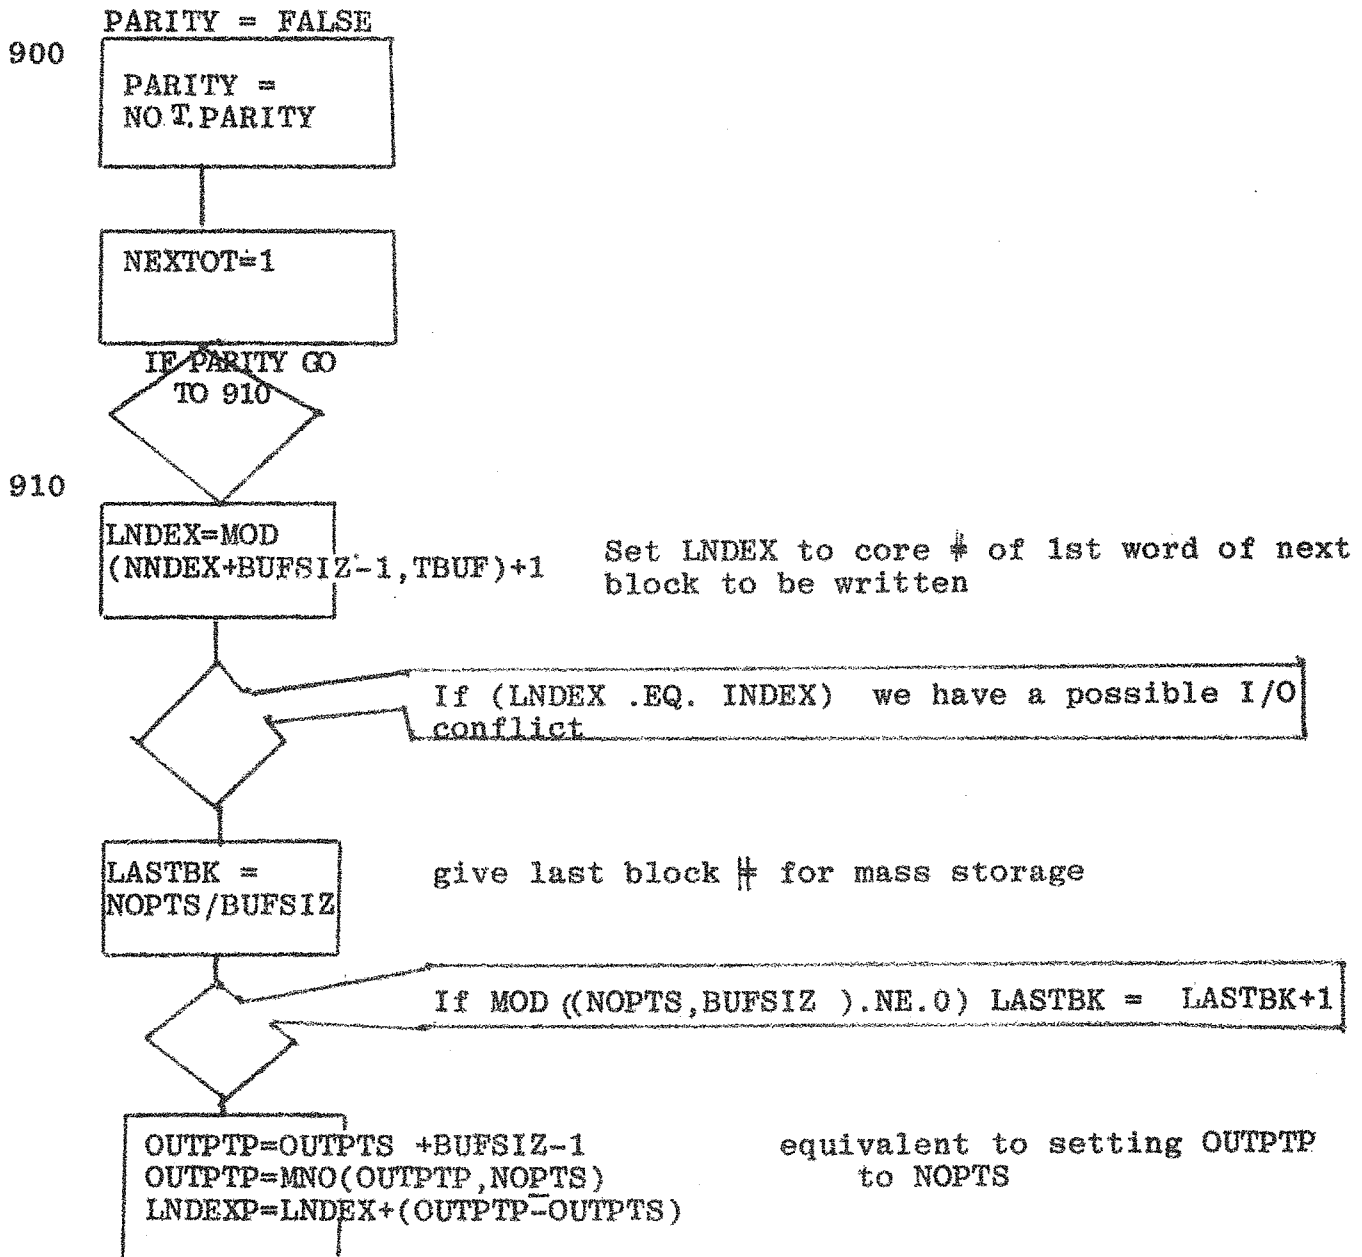 PARITY = FALSE
900
PARITY =
NOT.PARITY
NEXTOT=1
IF PARITY GO
TO 910
910
LNDEX=MOD
(NNDEX+BUFSIZ-1,TBUF)+1
Set LNDEX to core # of 1st word of next
block to be written
If (LNDEX .EQ. INDEX) we have a possible I/O
conflict
LASTBK =
NOPTS/BUFSIZ
give last block # for mass storage
If MOD ((NOPTS,BUFSIZ ).NE.0) LASTBK = LASTBK+1
OUTPTP=OUTPTS +BUFSIZ-1
OUTPTP=MNO(OUTPTP,NOPTS)
LNDEXP=LNDEX+(OUTPTP-OUTPTS)
equivalent to setting OUTPTP
to NOPTS